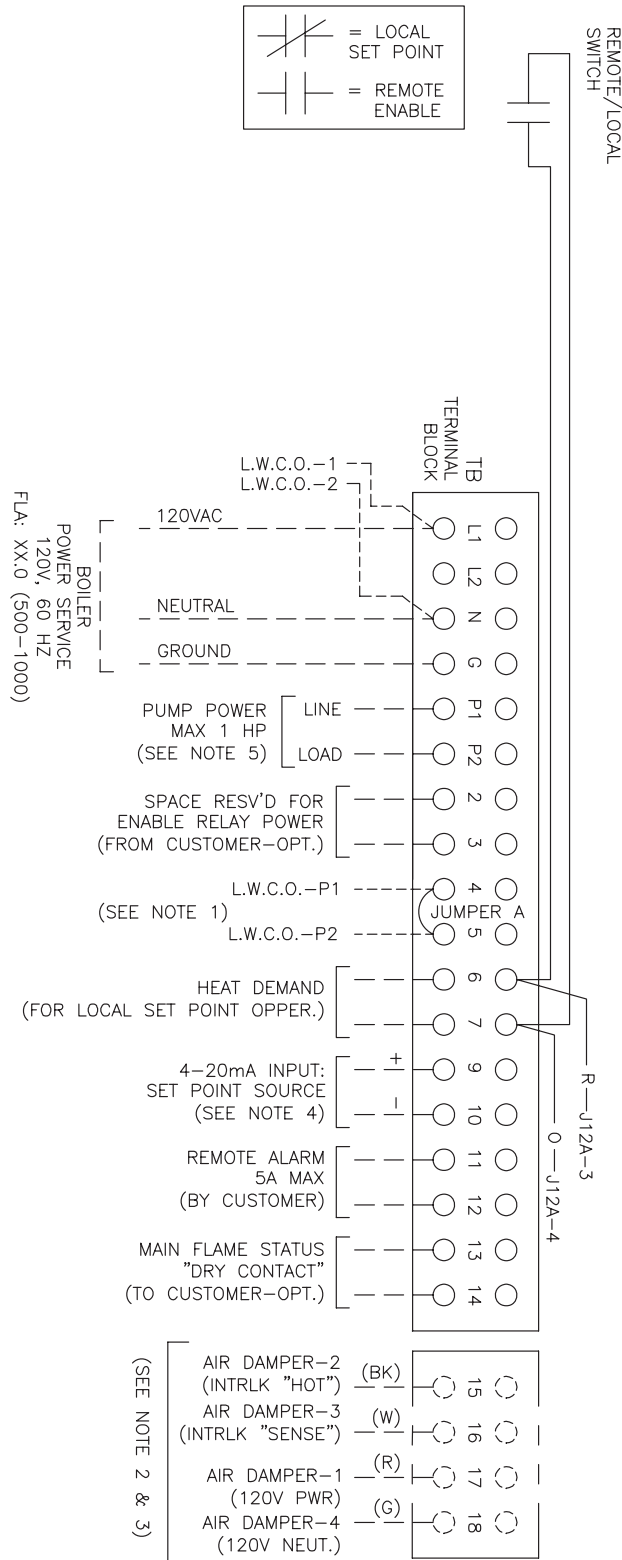 = LOCAL
SET POINT
= REMOTE
ENABLE
REMOTE/LOCAL
SWITCH
TB
TERMINAL
BLOCK
L.W.C.O.-1
L.W.C.O.-2
120VAC
NEUTRAL
GROUND
BOILER
POWER SERVICE
120V, 60 HZ
FLA: XX.0 (500-1000)
L1
L2
N
G
P1
P2
2
3
4
5
6
7
9
10
11
12
13
14
PUMP POWER
MAX 1 HP
(SEE NOTE 5)
LINE
LOAD
SPACE RESV'D FOR
ENABLE RELAY POWER
(FROM CUSTOMER-OPT.)
L.W.C.O.-P1
(SEE NOTE 1)
L.W.C.O.-P2
JUMPER A
HEAT DEMAND
(FOR LOCAL SET POINT OPPER.)
R
J12A-3
O
J12A-4
4-20mA INPUT:
SET POINT SOURCE
(SEE NOTE 4)
+
-
REMOTE ALARM
5A MAX
(BY CUSTOMER)
MAIN FLAME STATUS
"DRY CONTACT"
(TO CUSTOMER-OPT.)
AIR DAMPER-2
(INTRLK "HOT")
(BK)
15
AIR DAMPER-3
(INTRLK "SENSE")
(W)
16
AIR DAMPER-1
(120V PWR)
(R)
17
AIR DAMPER-4
(120V NEUT.)
(G)
18
(SEE NOTE 2 & 3)